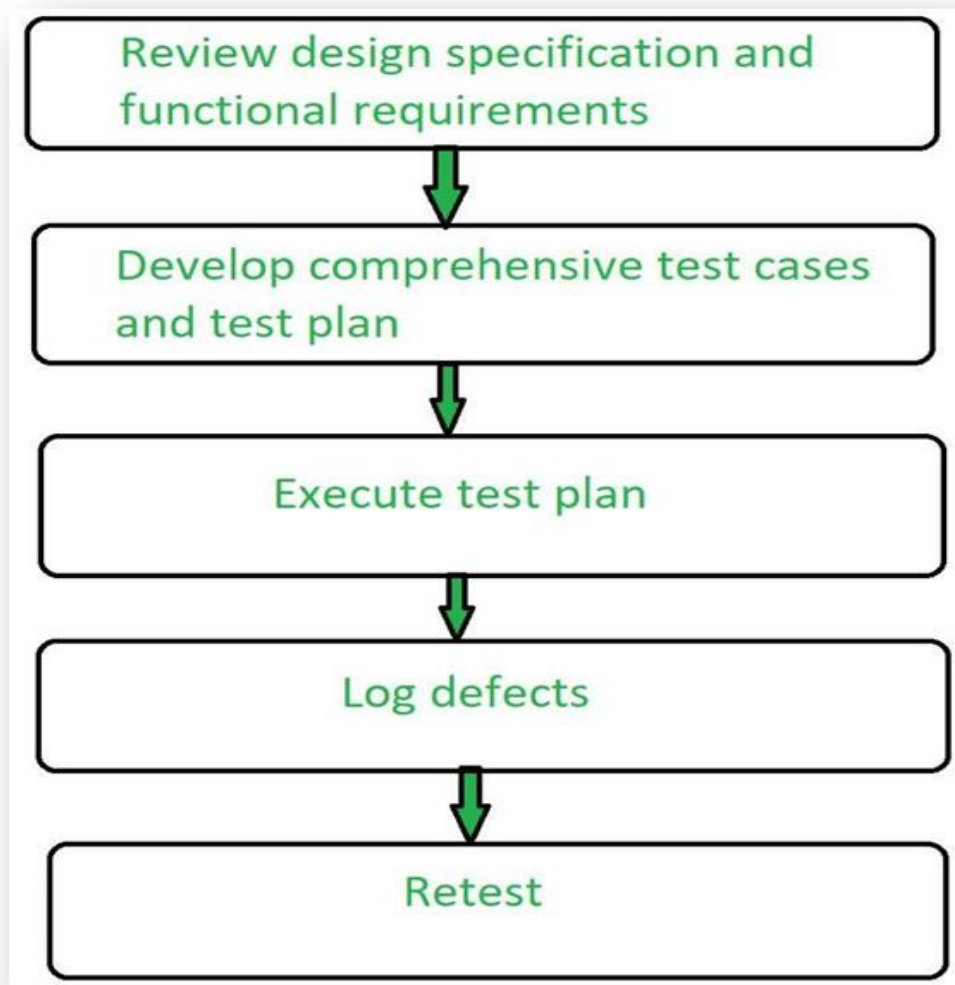 Review design specification and
functional requirements
Develop comprehensive test cases
and test plan
Execute test plan
Log defects
Retest